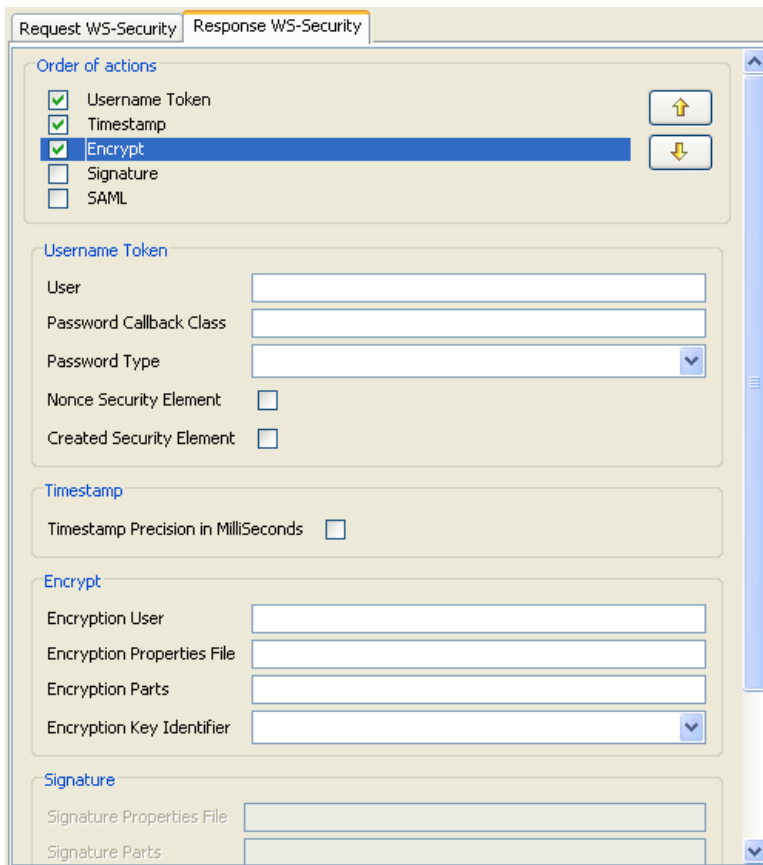 Request WS-Security Response WS-Security
Order of actions
Username Token
Timestamp
Encrypt
Signature
SAML
Username Token
User
Password Callback Class
Password Type
Nonce Security Element
Created Security Element
Timestamp
Timestamp Precision in MilliSeconds
Encrypt
Encryption User
Encryption Properties File
Encryption Parts
Encryption Key Identifier
Signature
Signature Properties File
Signature Parts